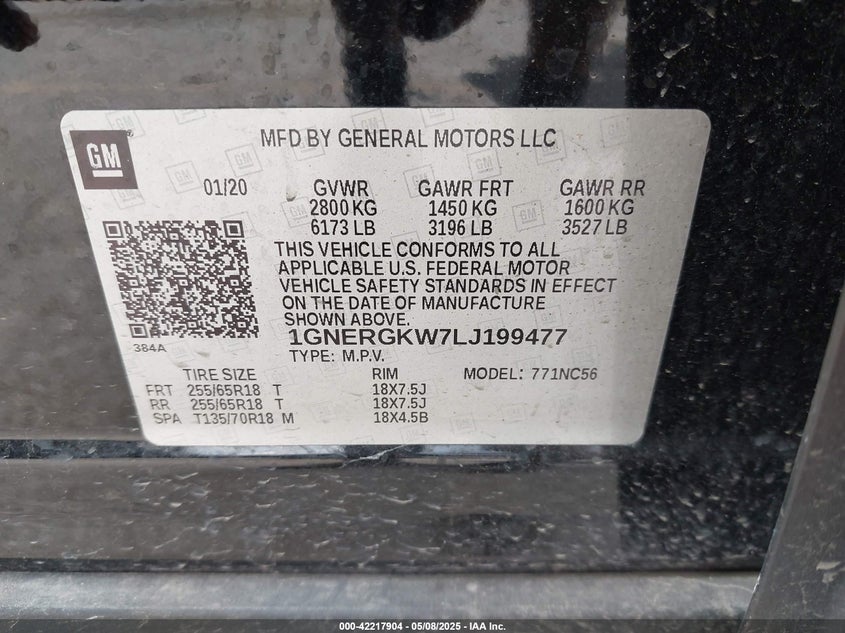 GM
MFD BY GENERAL MOTORS LLC
01/20 GVWR GAWR FRT GAWR RR
2800 KG 1450 KG 1600 KG
6173 LB 3196 LB 3527 LB
THIS VEHICLE CONFORMS TO ALL
APPLICABLE U.S. FEDERAL MOTOR
VEHICLE SAFETY STANDARDS IN EFFECT
ON THE DATE OF MANUFACTURE
SHOWN ABOVE.
384A
1GNERGKW7LJ199477
TYPE: M.P.V.
TIRE SIZE RIM MODEL: 771NC56
FRT 255/65R18 T 18X7.5J
RR 255/65R18 T 18X7.5J
SPA T135/70R18 M 18X4.5B
000-42217904 | 05/08/2025 | IAA Inc.